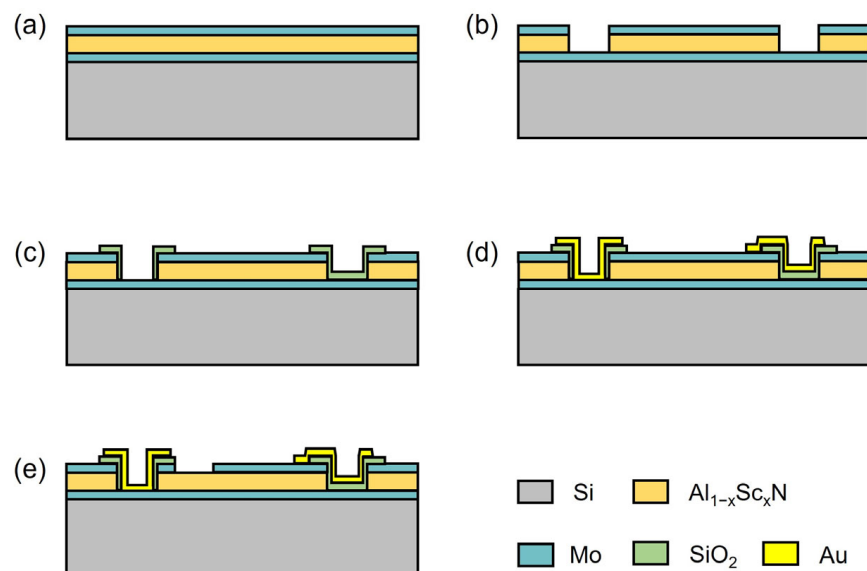 (a)
(b)
(c)
(d)
(e)
Si
Al₁₋ₓScₓN
Mo
SiO₂
Au